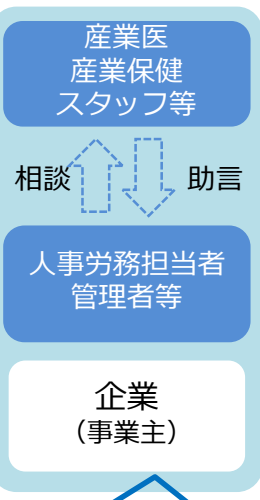 産業医
産業保健
スタッフ等
相談
助言
人事労務担当者
管理者等
企業
（事業主）